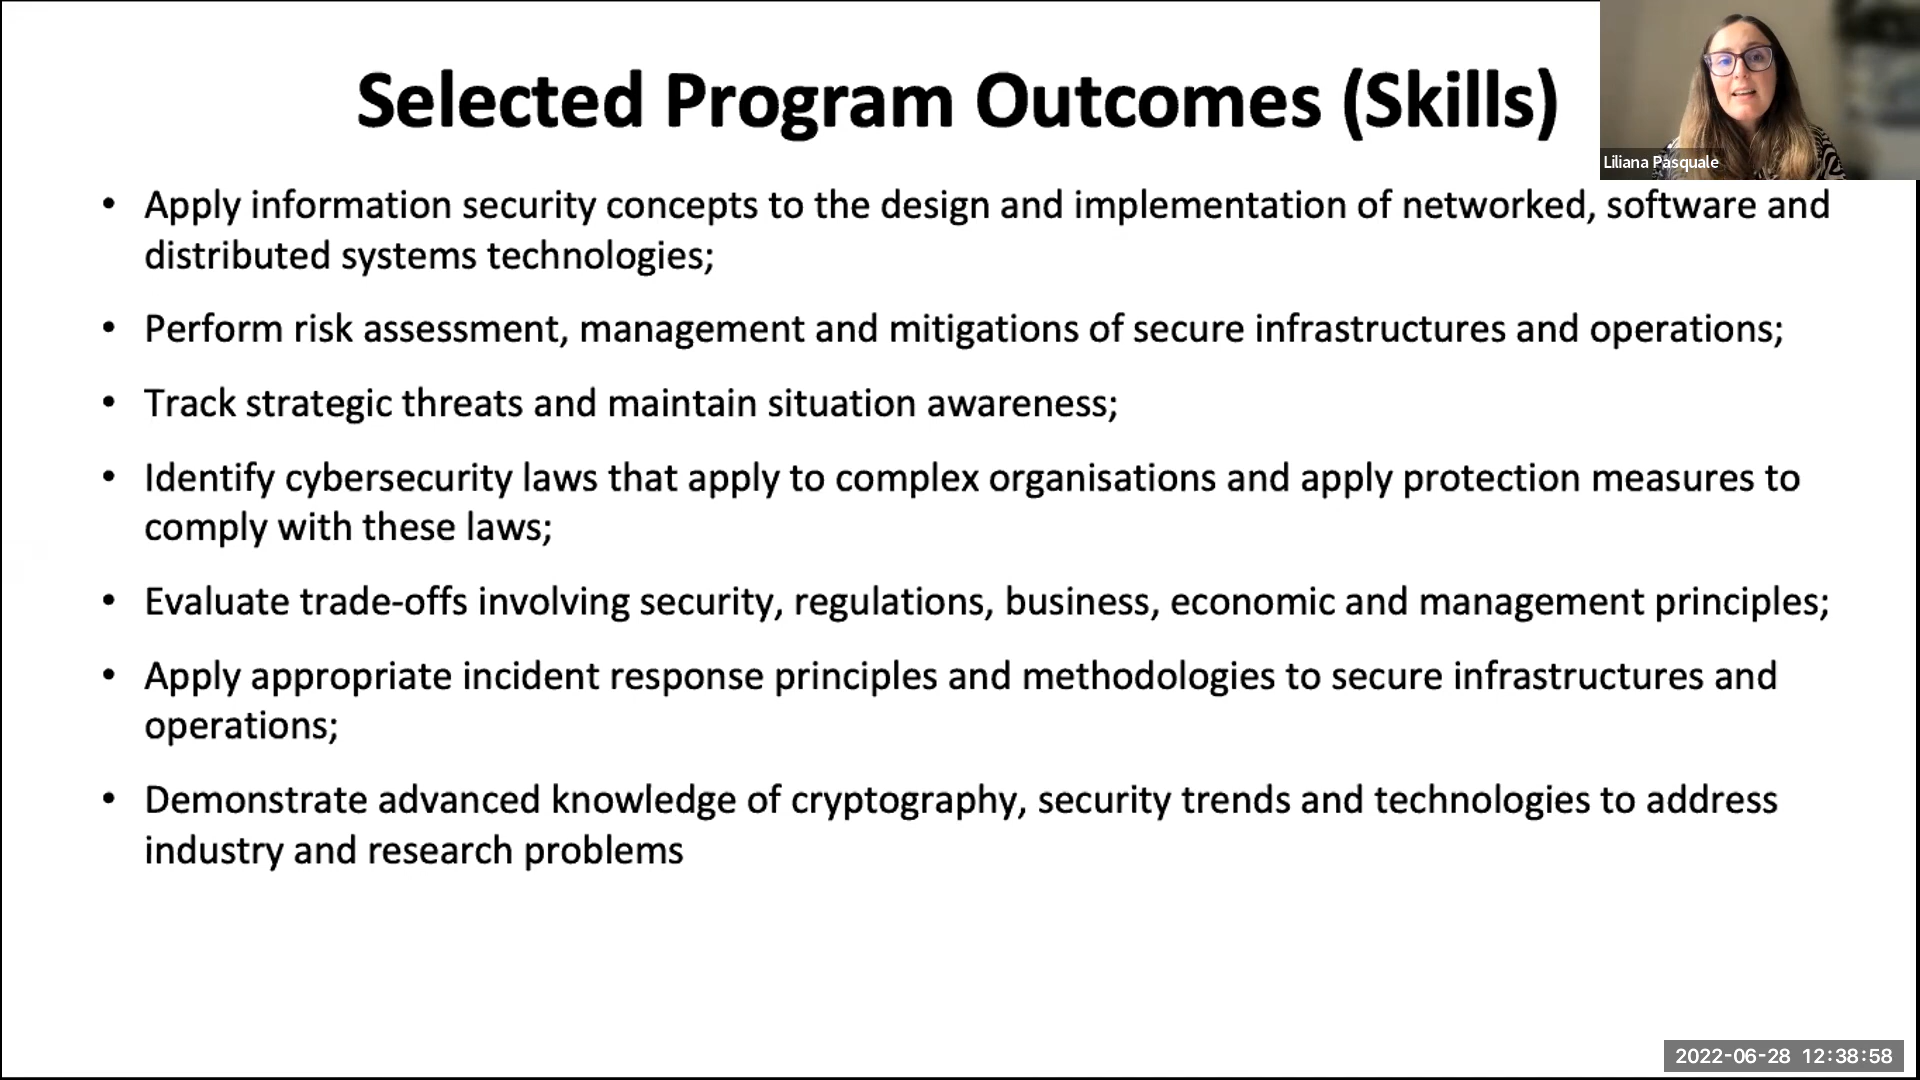 Selected Program Outcomes (Skills)
Liliana Pasquale
• Apply information security concepts to the design and implementation of networked, software and
distributed systems technologies;
• Perform risk assessment, management and mitigations of secure infrastructures and operations;
• Track strategic threats and maintain situation awareness;
• Identify cybersecurity laws that apply to complex organisations and apply protection measures to
comply with these laws;
• Evaluate trade-offs involving security, regulations, business, economic and management principles;
• Apply appropriate incident response principles and methodologies to secure infrastructures and
operations;
• Demonstrate advanced knowledge of cryptography, security trends and technologies to address
industry and research problems
2022-06-28 12:38:58